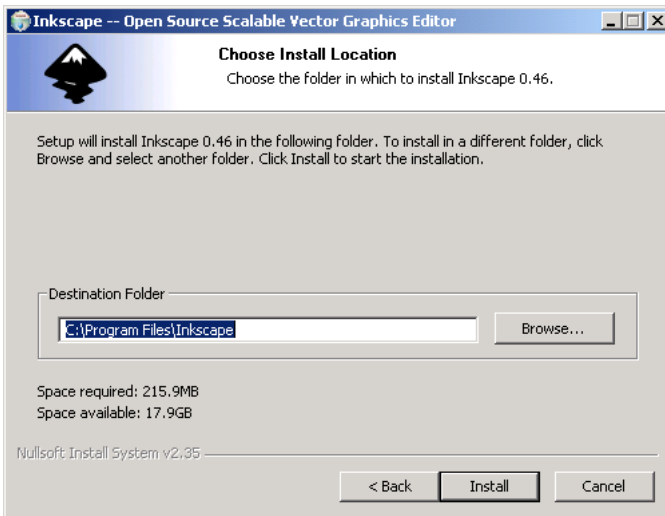 Inkscape -- Open Source Scalable Vector Graphics Editor
Choose Install Location
Choose the folder in which to install Inkscape 0.46.
Setup will install Inkscape 0.46 in the following folder. To install in a different folder, click
Browse and select another folder. Click Install to start the installation.
Destination Folder
C:\Program Files\Inkscape
Browse...
Space required: 215.9MB
Space available: 17.9GB
Nullsoft Install System v2.35
< Back
Install
Cancel